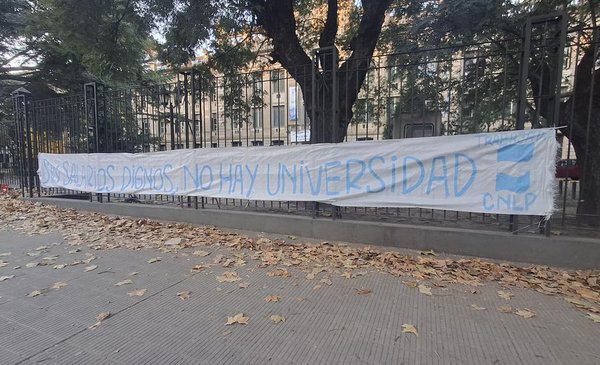 SALARIOS DIGNOS, NO HAY UNIVERSIDAD
CNLP